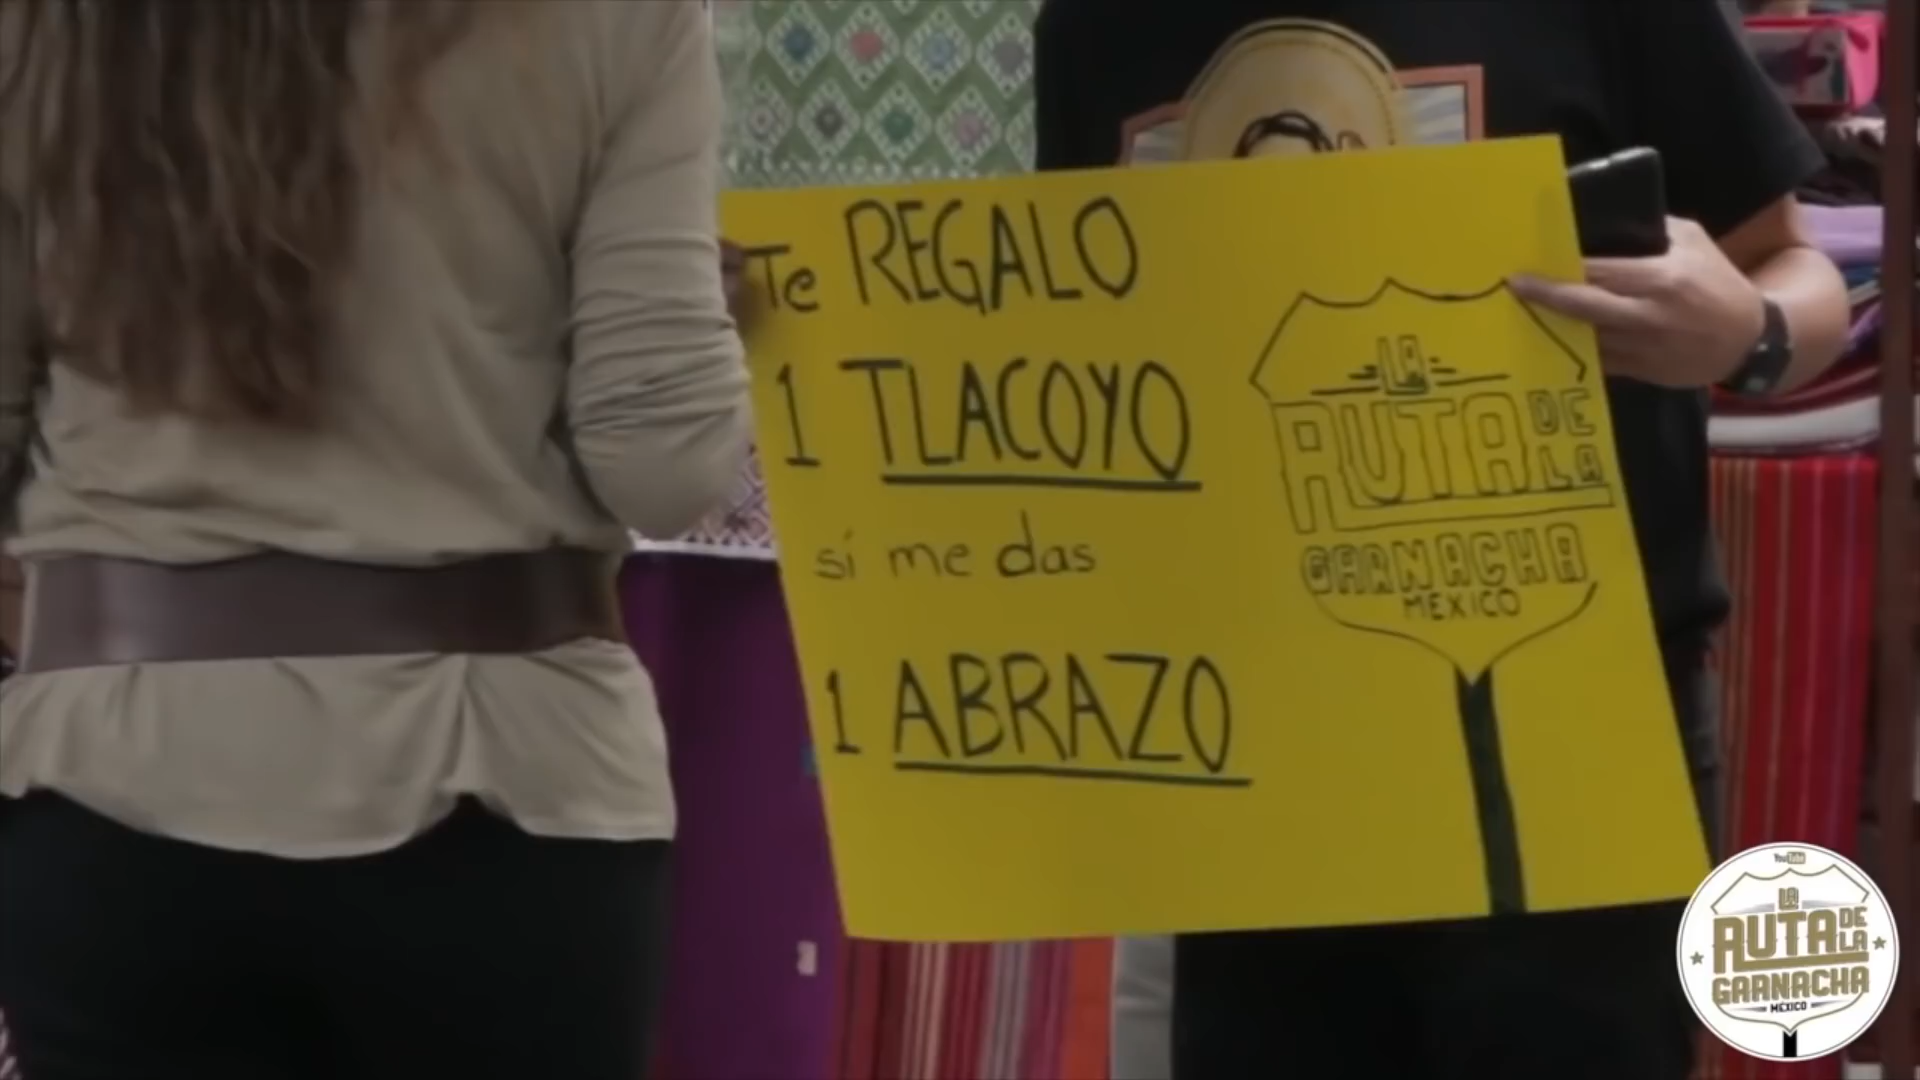 Te REGALO
1 TLACOYO
si me das
1 ABRAZO
LA
RUTA DE LA
GARNACHA
MEXICO
YouTube
LA
RUTA DE LA
GARNACHA
MEXICO